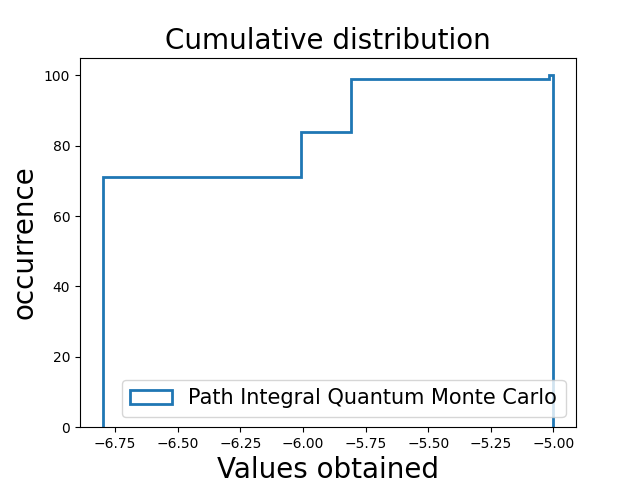 Cumulative distribution
100
80
60
40
20
0
occurrence
Path Integral Quantum Monte Carlo
−6.75 −6.50 −6.25 −6.00 −5.75 −5.50 −5.25 −5.00
Values obtained